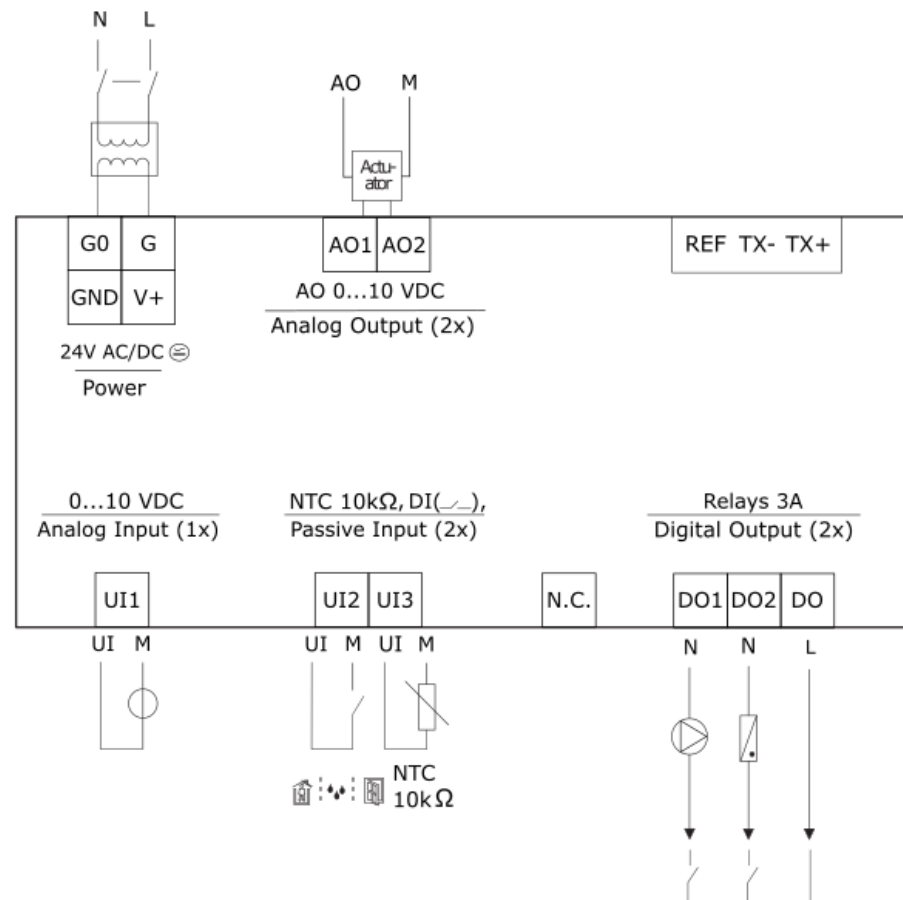 N L
AO M
Actu-
ator
G0 G
AO1 AO2
REF TX- TX+
GND V+
AO 0...10 VDC
Analog Output (2x)
24V AC/DC
Power
0...10 VDC
Analog Input (1x)
NTC 10kΩ, DI( ),
Passive Input (2x)
Relays 3A
Digital Output (2x)
UI1
UI2 UI3
N.C.
DO1 DO2 DO
UI M
UI M UI M
N N L
NTC
10kΩ